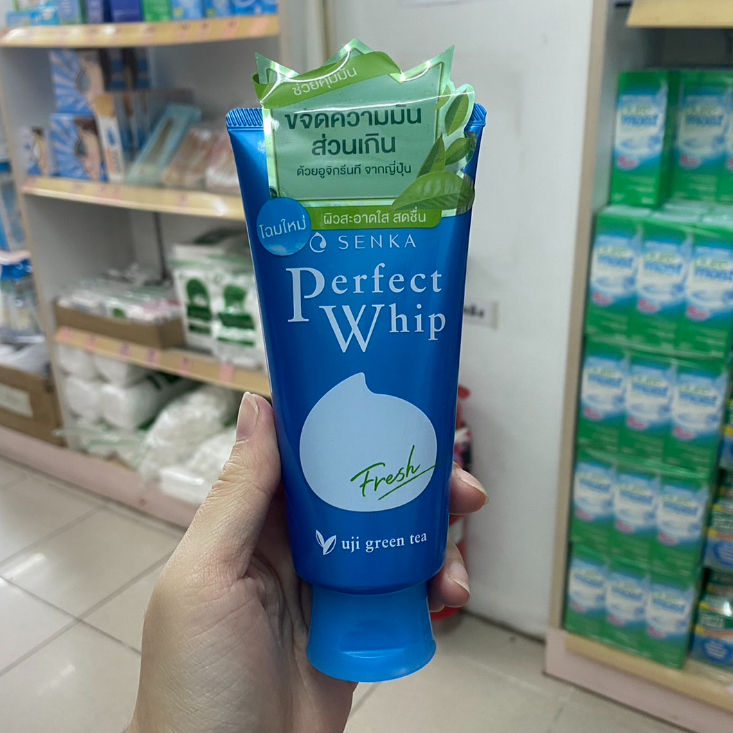 ช่วยคุมมัน
ขจัดความมัน
ส่วนเกิน
ด้วยอูจิกรีนที จากญี่ปุ่น
ผิวสะอาดใส สดชื่น
โฉมใหม่
SENKA
Perfect
Whip
Fresh
uji green tea